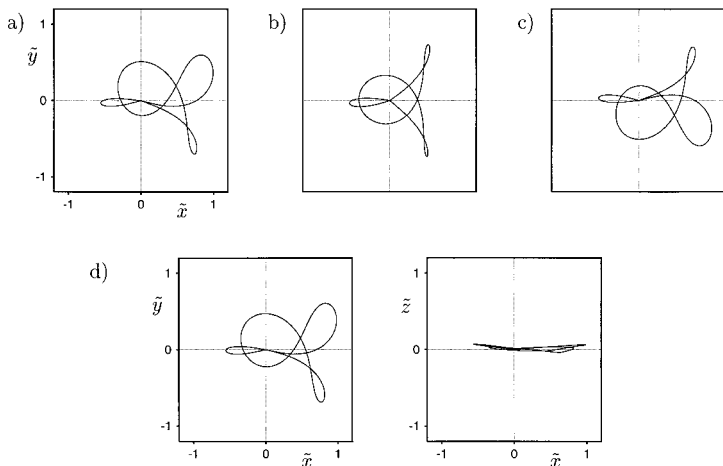 a) b) c)
1
ỹ
0
-1
-1 0 1
x̃
d)
1 1
ỹ z̃
0 0
-1 -1
-1 0 1 -1 0 1
x̃ x̃